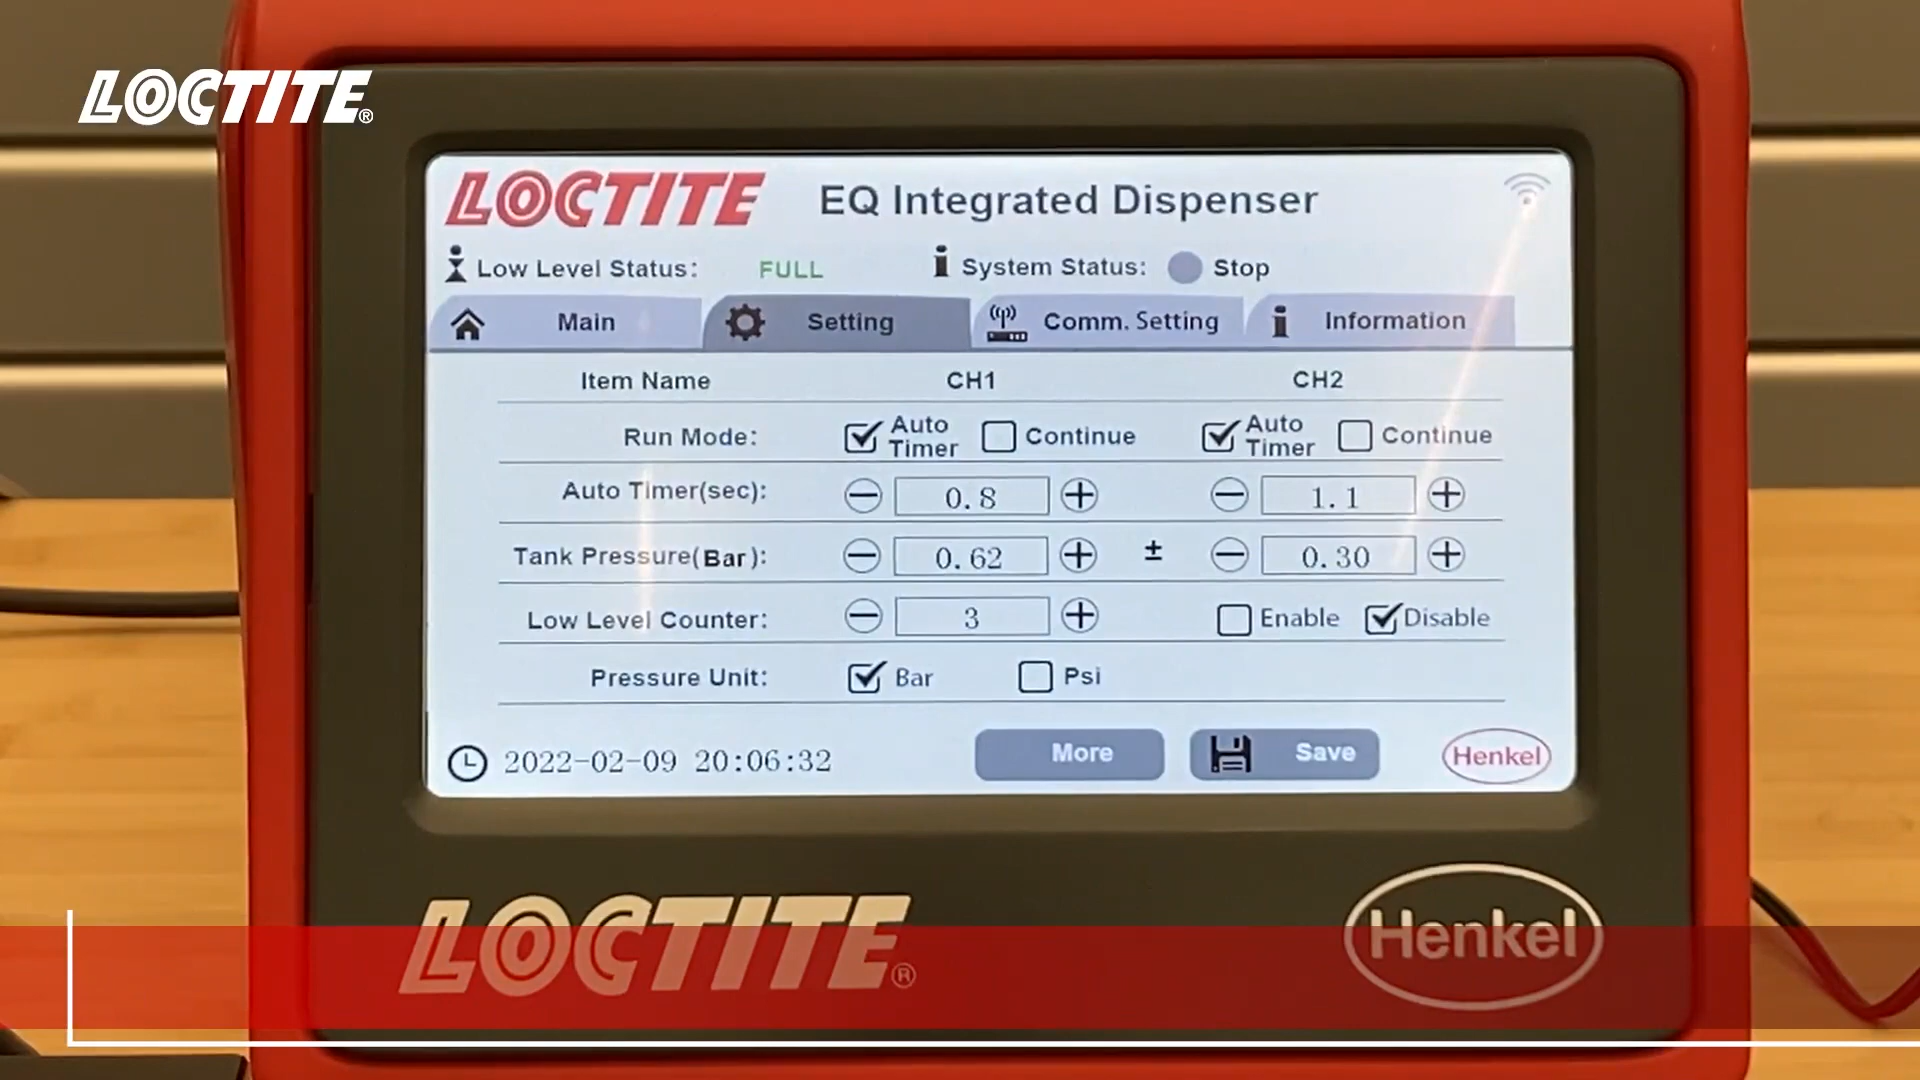 LOCTITE®
LOCTITE EQ Integrated Dispenser
Low Level Status: FULL System Status: Stop
Main Setting Comm. Setting Information
Item Name CH1 CH2
Run Mode: Auto Timer Continue Auto Timer Continue
Auto Timer(sec): 0.8 1.1
Tank Pressure(Bar): 0.62 ± 0.30
Low Level Counter: 3 Enable Disable
Pressure Unit: Bar Psi
2022-02-09 20:06:32 More Save Henkel
LOCTITE® Henkel